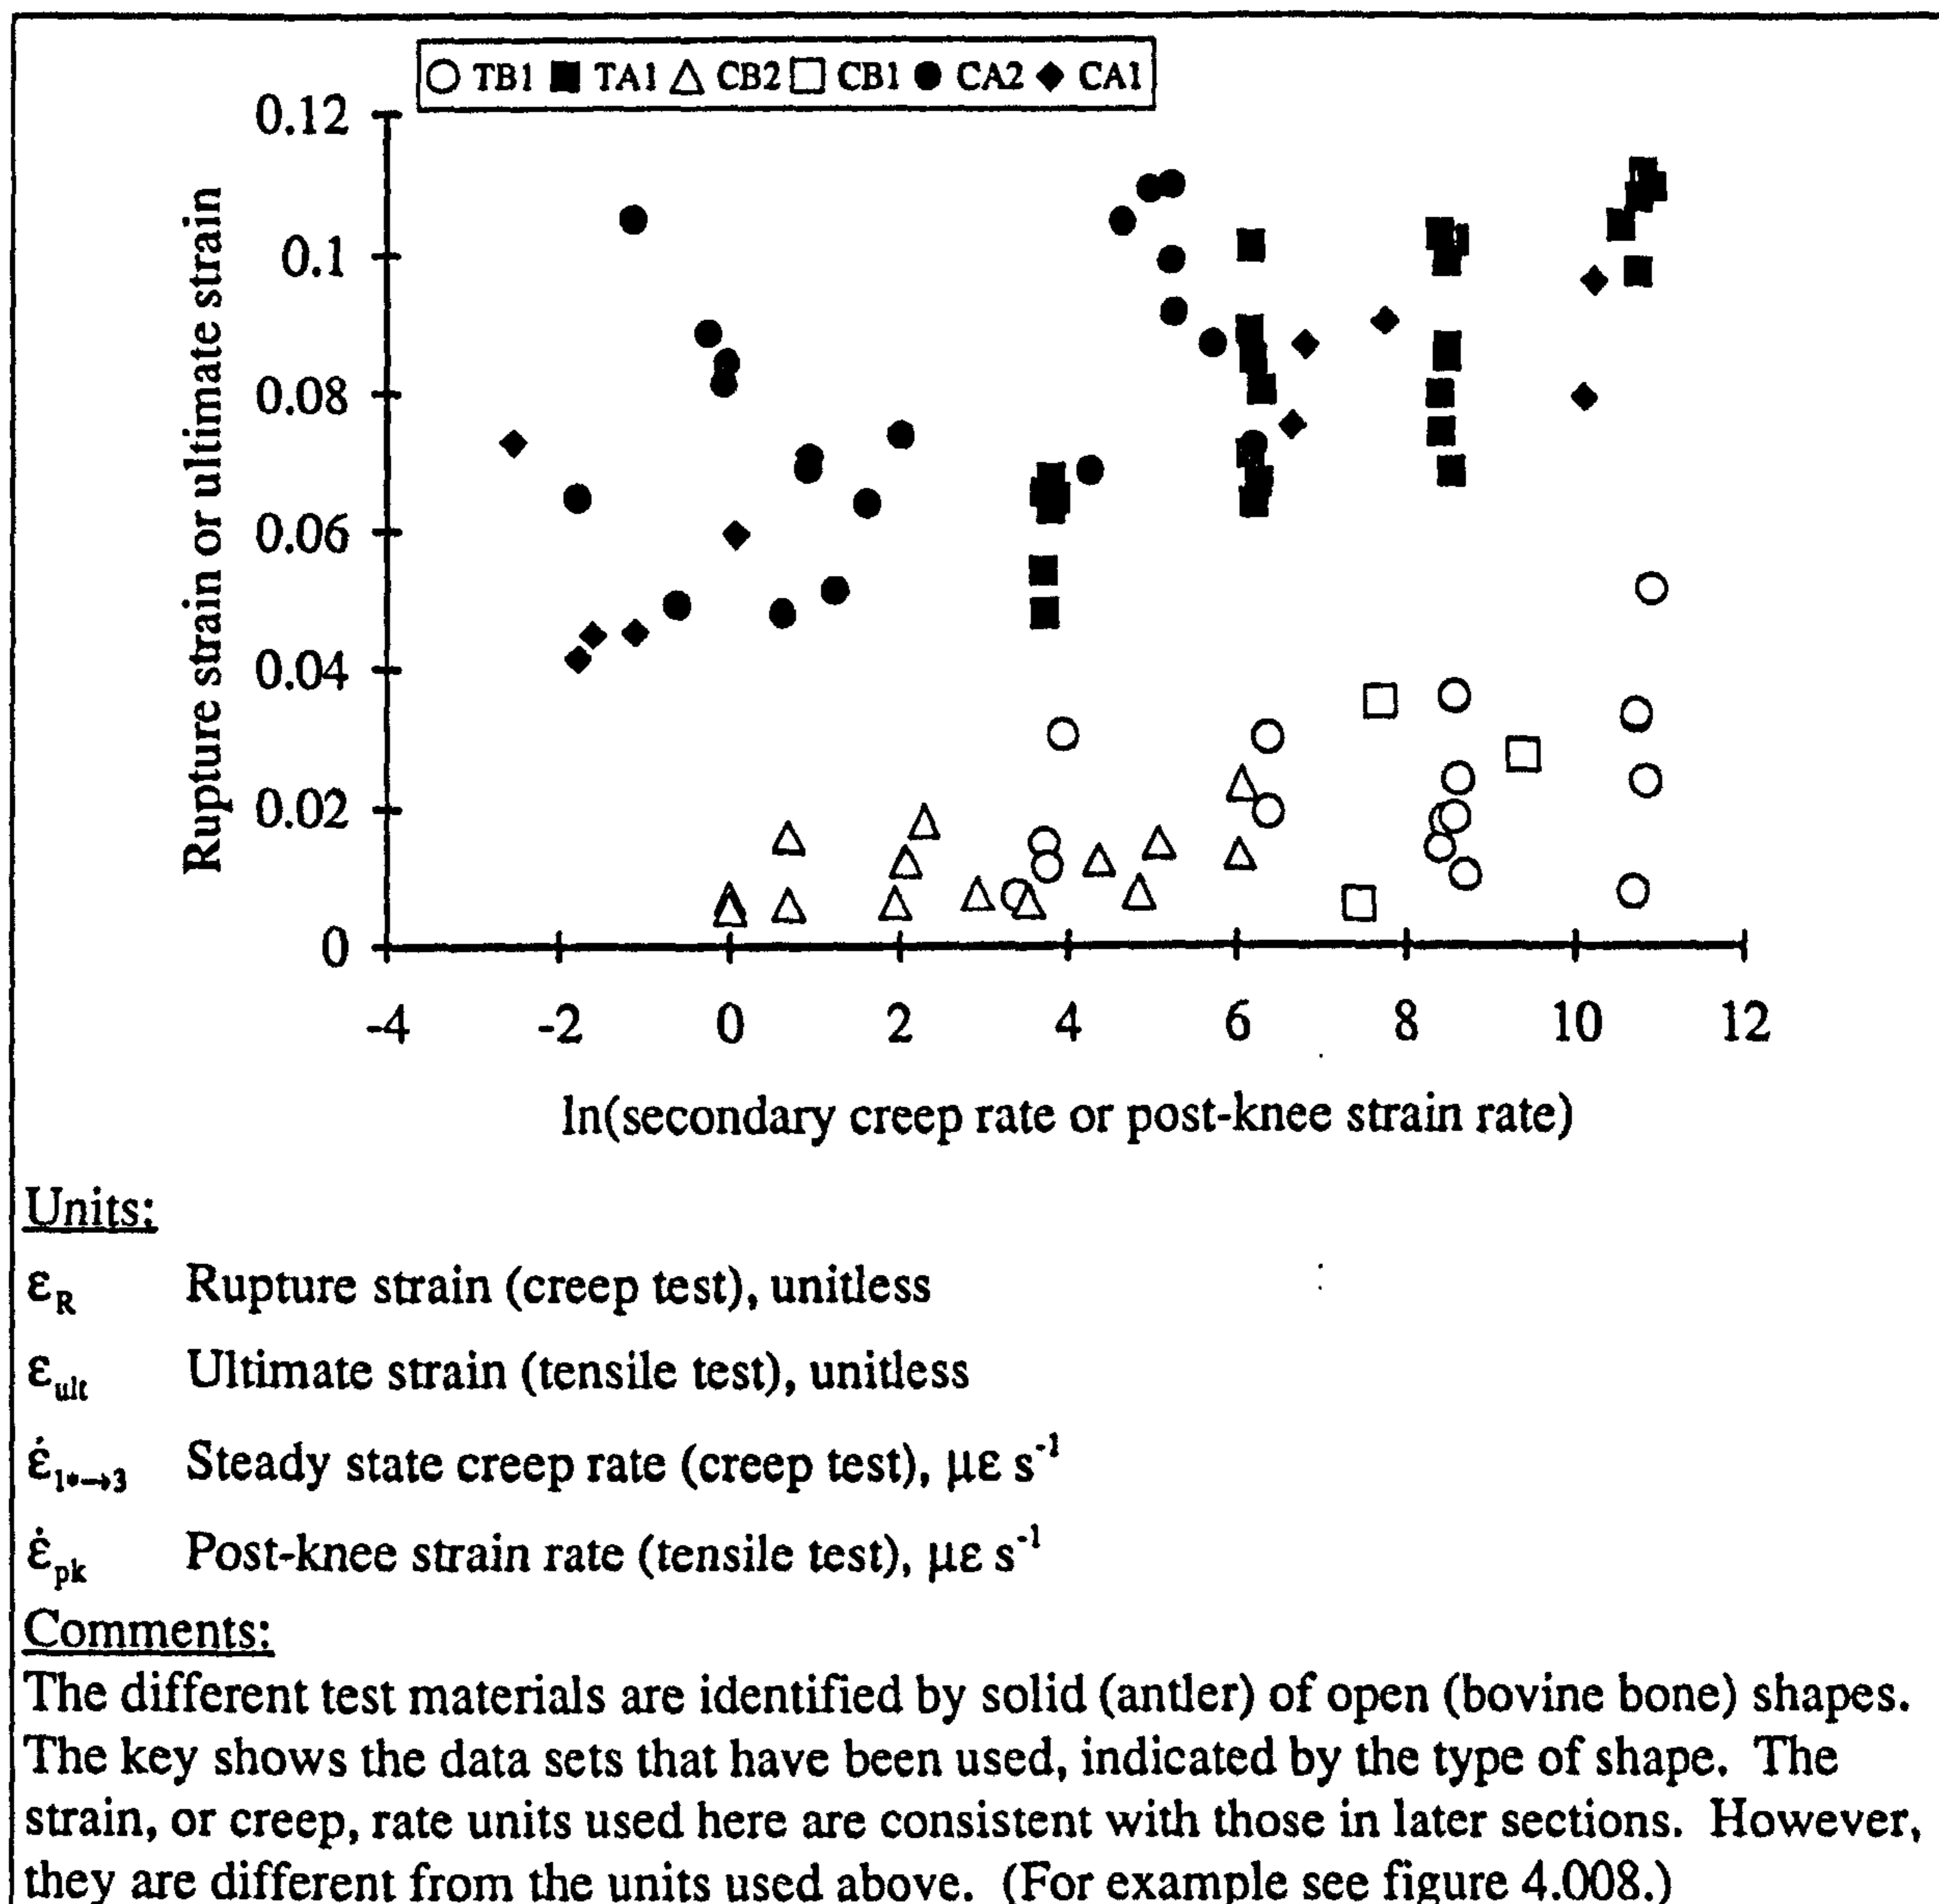 TB1 TA1 CB2 CB1 CA2 CA1
0.12
0.1
0.08
0.06
0.04
0.02
0
Rupture strain or ultimate strain
-4 -2 0 2 4 6 8 10 12
ln(secondary creep rate or post-knee strain rate)
Units:
εR Rupture strain (creep test), unitless
εult Ultimate strain (tensile test), unitless
ε̇1*→3 Steady state creep rate (creep test), με s⁻¹
ε̇pk Post-knee strain rate (tensile test), με s⁻¹
Comments:
The different test materials are identified by solid (antler) of open (bovine bone) shapes.
The key shows the data sets that have been used, indicated by the type of shape. The
strain, or creep, rate units used here are consistent with those in later sections. However,
they are different from the units used above. (For example see figure 4.008.)